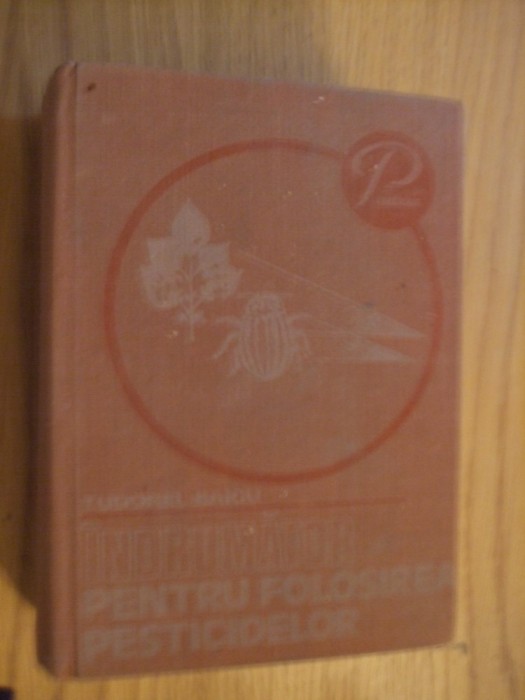 P
TUDOREL BAICU
ÎNDRUMĂTOR
PENTRU FOLOSIREA
PESTICIDELOR